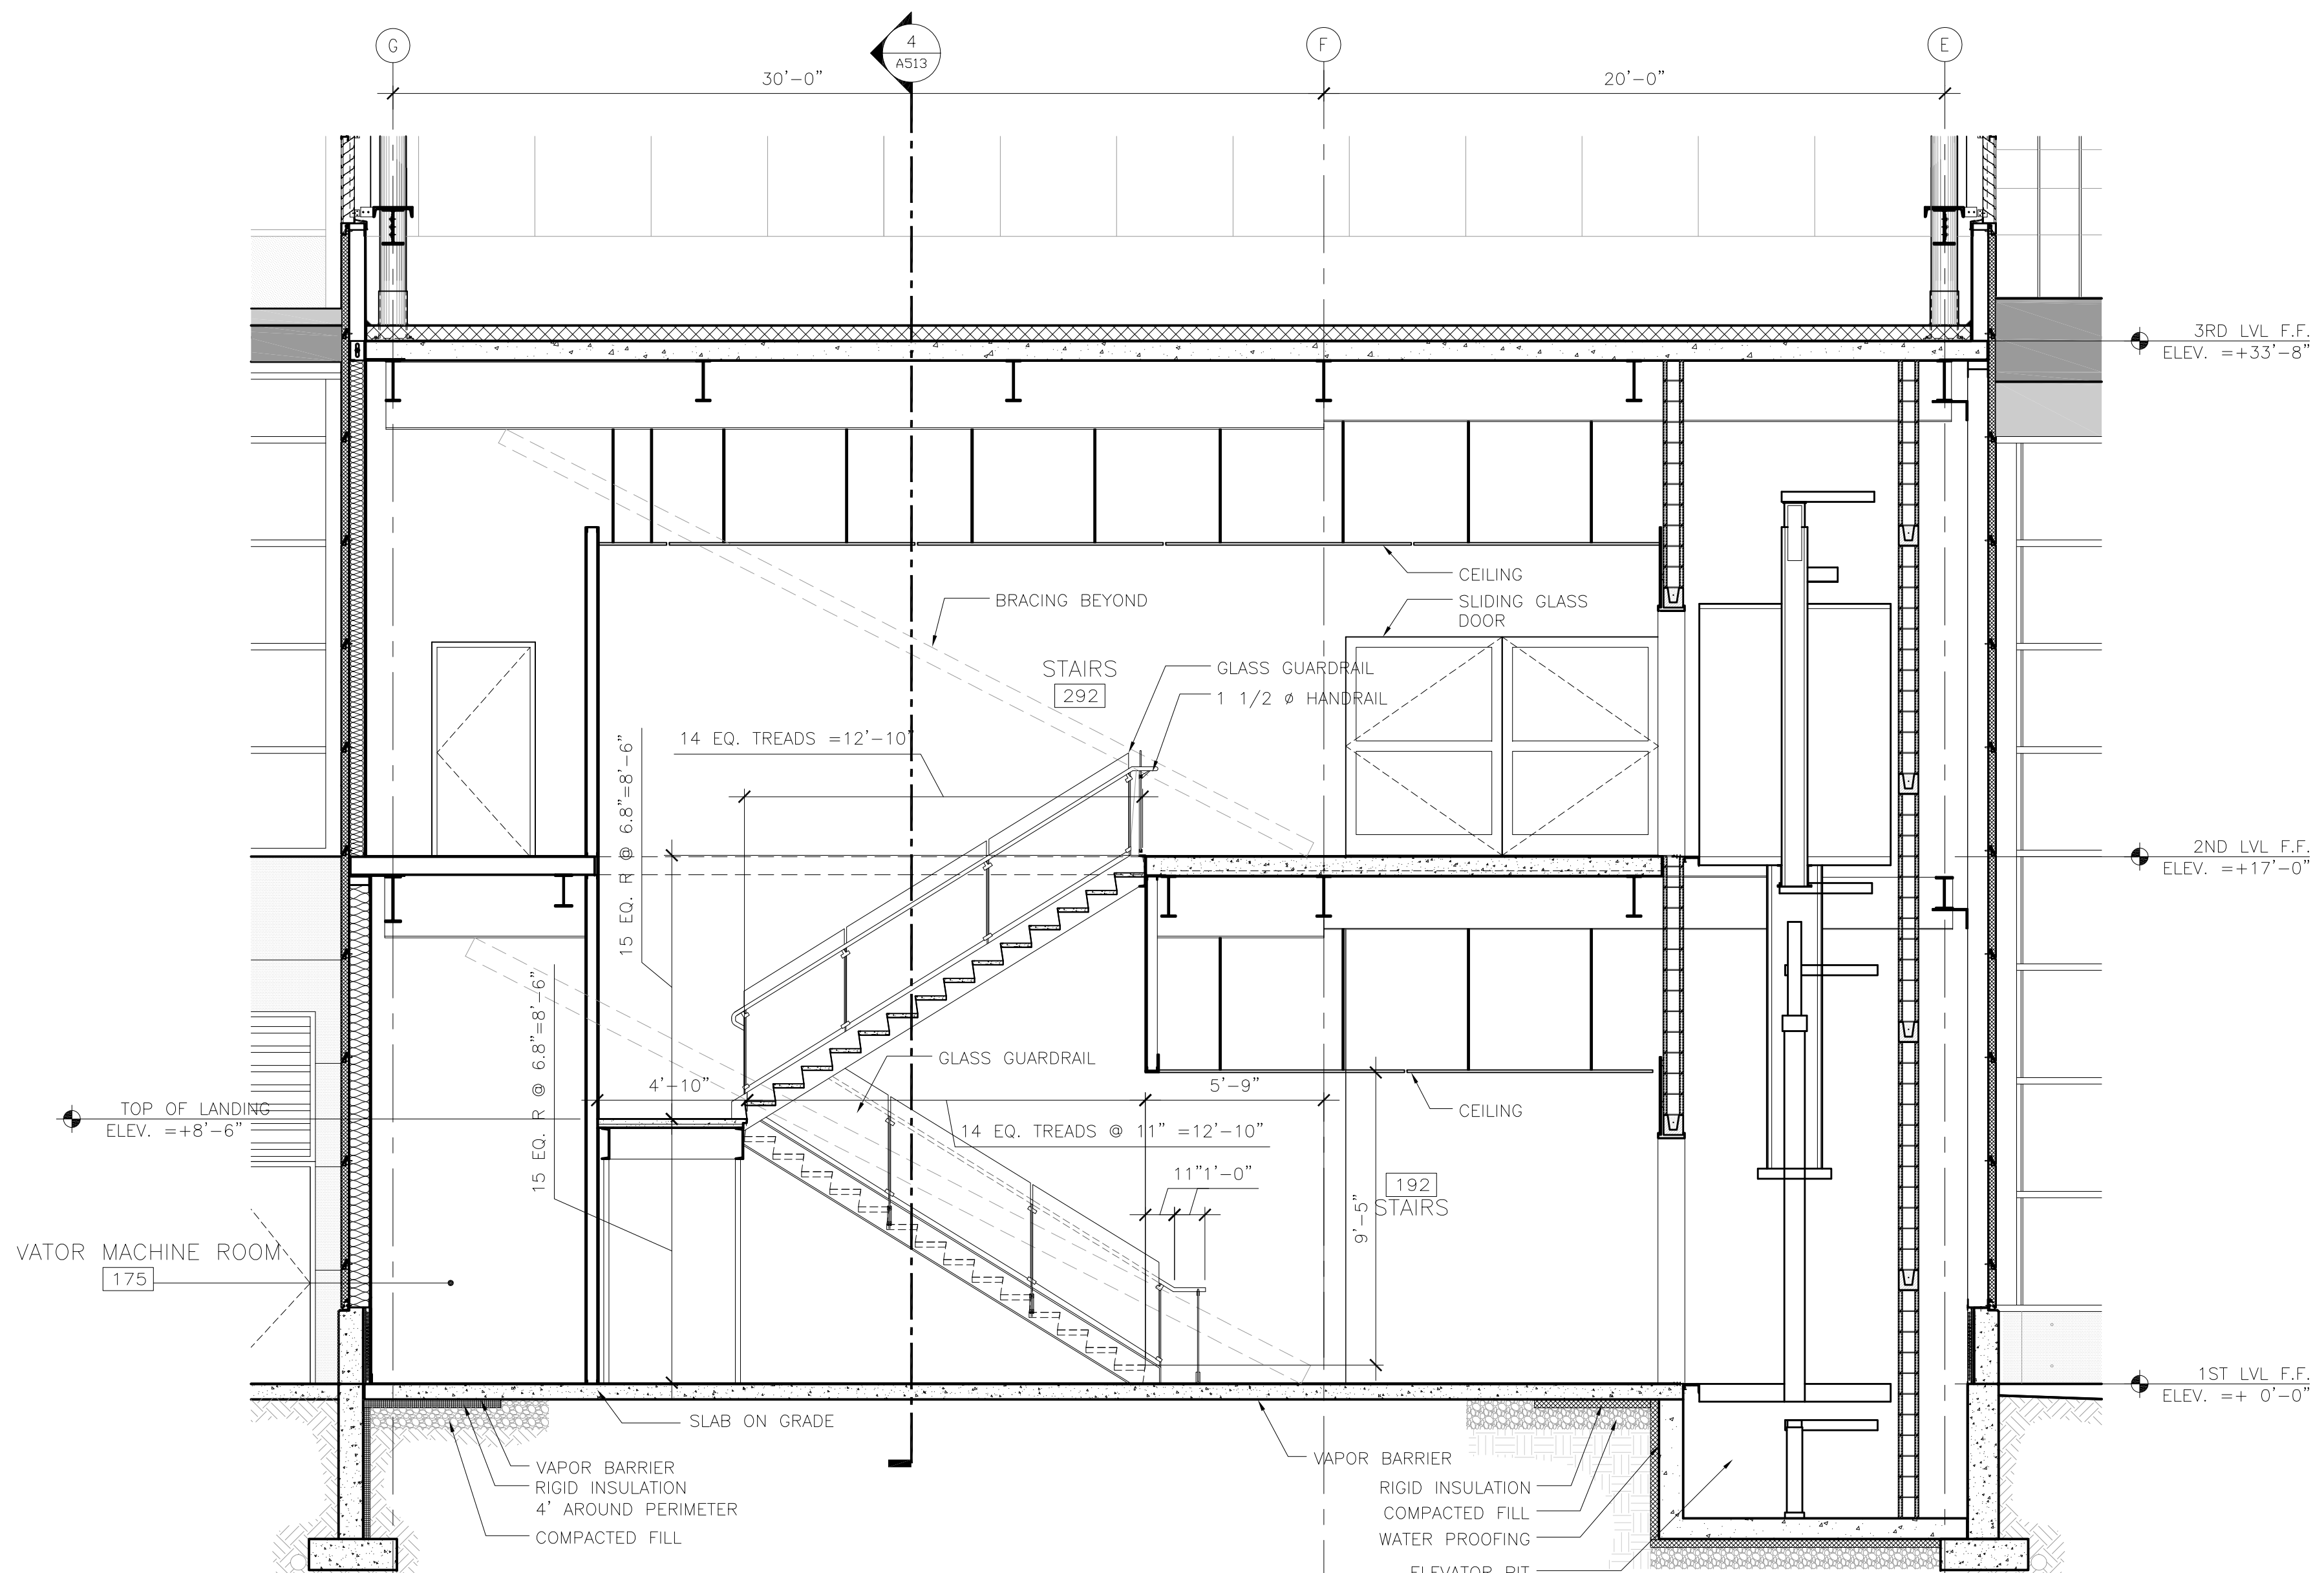 G
4
A513
F
E
30'-0"
20'-0"
3RD LVL F.F.
ELEV. =+33'-8"
CEILING
SLIDING GLASS
DOOR
BRACING BEYOND
STAIRS
292
GLASS GUARDRAIL
1 1/2 ø HANDRAIL
14 EQ. TREADS =12'-10"
15 EQ. R @ 6.8"=8'-6"
2ND LVL F.F.
ELEV. =+17'-0"
15 EQ. R @ 6.8"=8'-6"
GLASS GUARDRAIL
4'-10"
5'-9"
CEILING
TOP OF LANDING
ELEV. =+8'-6"
14 EQ. TREADS @ 11" =12'-10"
11"
1'-0"
192
STAIRS
9'-5"
VATOR MACHINE ROOM
175
1ST LVL F.F.
ELEV. =+ 0'-0"
SLAB ON GRADE
VAPOR BARRIER
RIGID INSULATION
4' AROUND PERIMETER
COMPACTED FILL
VAPOR BARRIER
RIGID INSULATION
COMPACTED FILL
WATER PROOFING
ELEVATOR PIT